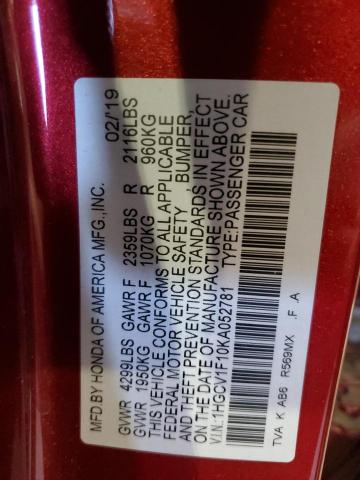 MFD.BY HONDA OF AMERICA MFG.,INC. 02/'19
GVWR 4299LBS GAWR F 2359LBS R 2116LBS
GVWR 1950KG GAWR F 1070KG R 960KG
THIS VEHICLE CONFORMS TO ALL APPLICABLE
FEDERAL MOTOR VEHICLE SAFETY , BUMPER,
AND THEFT PREVENTION STANDARDS IN EFFECT
ON THE DATE OF MANUFACTURE SHOWN ABOVE.
V.I.N.: 1HGCV1F10KA052781 TYPE:PASSENGER CAR
TVA K AB6 R569MX .F .A